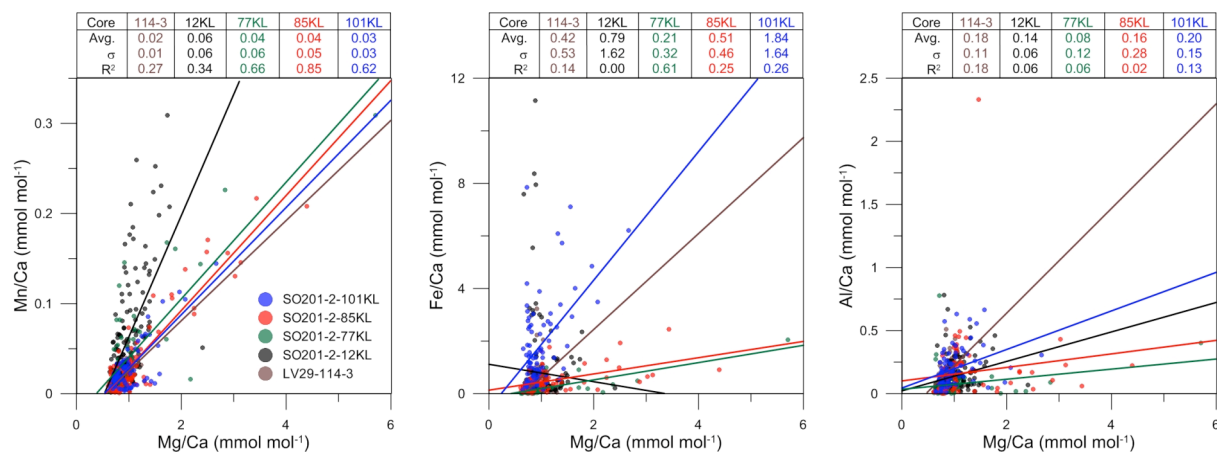 Core 114-3 12KL 77KL 85KL 101KL
Avg. 0.02 0.06 0.04 0.04 0.03
σ 0.01 0.06 0.06 0.05 0.03
R² 0.27 0.34 0.66 0.85 0.62
0.3
0.2
0.1
0
Mn/Ca (mmol mol⁻¹)
SO201-2-101KL
SO201-2-85KL
SO201-2-77KL
SO201-2-12KL
LV29-114-3
0 2 4 6
Mg/Ca (mmol mol⁻¹)
Core 114-3 12KL 77KL 85KL 101KL
Avg. 0.42 0.79 0.21 0.51 1.84
σ 0.53 1.62 0.32 0.46 1.64
R² 0.14 0.00 0.61 0.25 0.26
12
8
4
0
Fe/Ca (mmol mol⁻¹)
0 2 4 6
Mg/Ca (mmol mol⁻¹)
Core 114-3 12KL 77KL 85KL 101KL
Avg. 0.18 0.14 0.08 0.16 0.20
σ 0.11 0.06 0.12 0.28 0.15
R² 0.18 0.06 0.06 0.02 0.13
2.5
2
1.5
1
0.5
0
Al/Ca (mmol mol⁻¹)
0 2 4 6
Mg/Ca (mmol mol⁻¹)